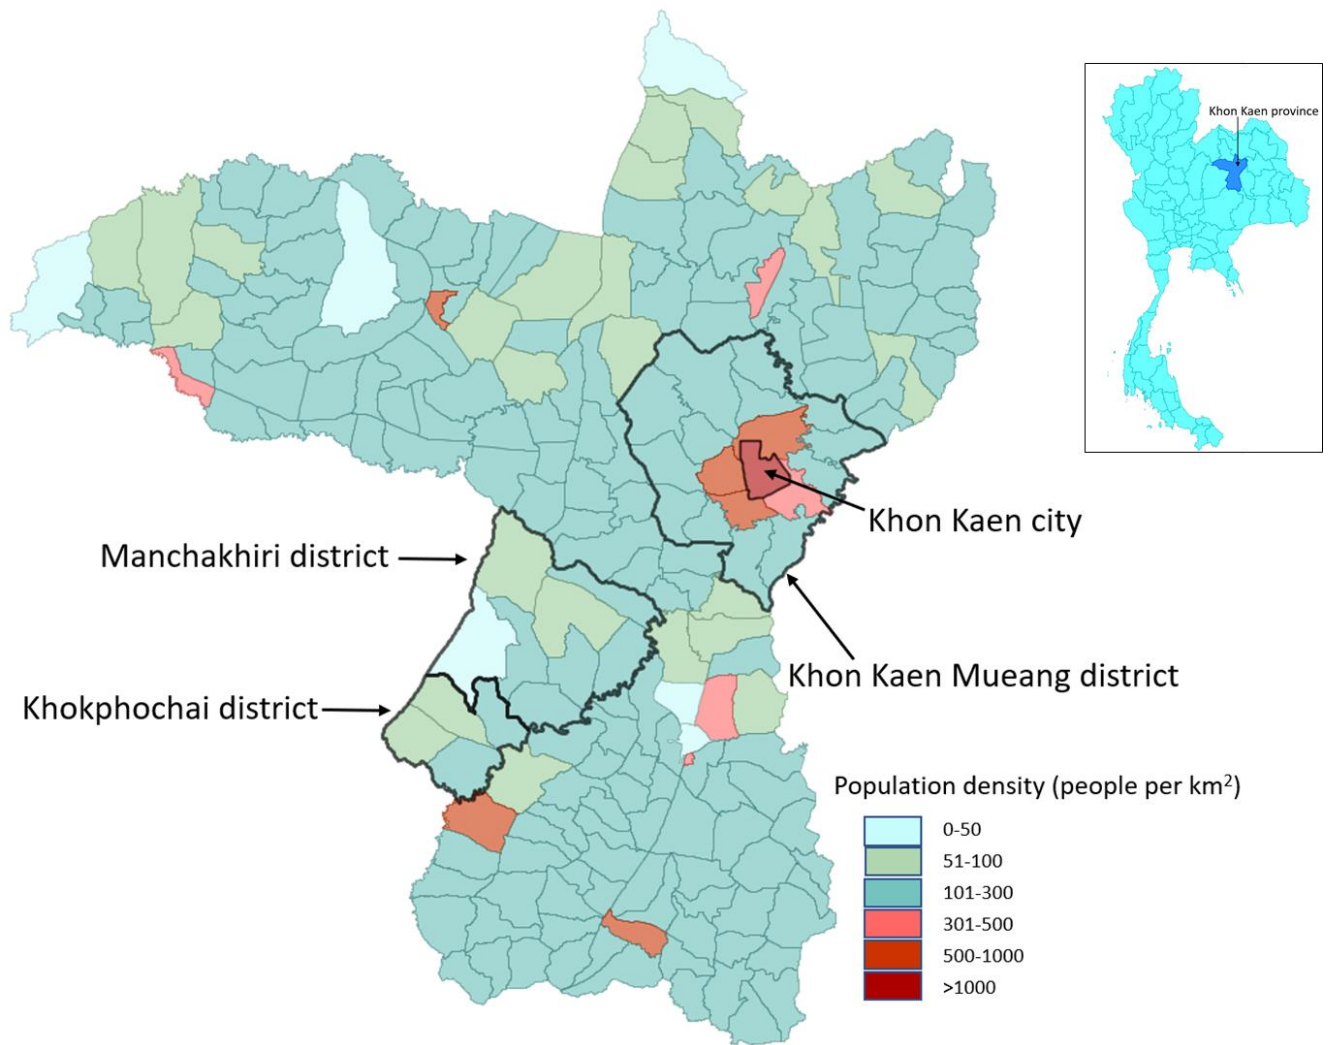 Khon Kaen province
Khon Kaen city
Manchakhiri district
Khon Kaen Mueang district
Khokphochai district
Population density (people per km²)
0-50
51-100
101-300
301-500
500-1000
>1000